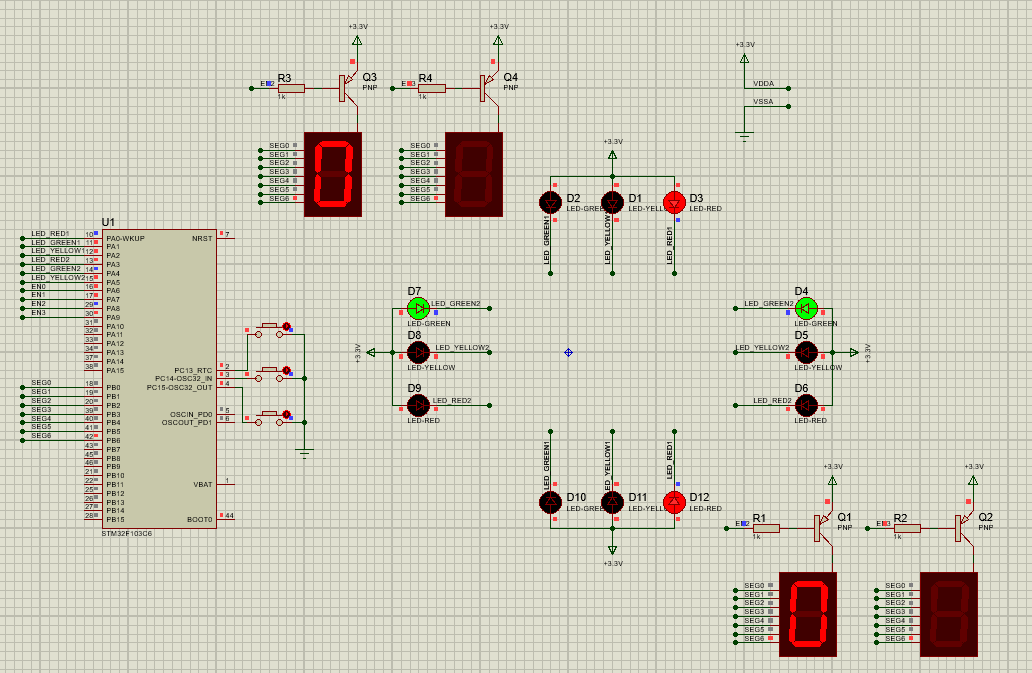 +3.3V
+3.3V
+3.3V
R3
Q3
PNP
1k
R4
Q4
PNP
1k
VDDA
VSSA
SEG0
SEG1
SEG2
SEG3
SEG4
SEG5
SEG6
SEG0
SEG1
SEG2
SEG3
SEG4
SEG5
SEG6
+3.3V
D2
LED-GREE
D1
LED-YELL
D3
LED-RED
LED_GREEN1
LED_YELLOW1
LED_RED1
U1
LED_RED1 10 PA0-WKUP NRST 7
LED_GREEN1 11 PA1
LED_YELLOW1 12 PA2
LED_RED2 13 PA3
LED_GREEN2 14 PA4
LED_YELLOW2 15 PA5
EN0 16 PA6
EN1 17 PA7
EN2 29 PA8
EN3 30 PA9
31 PA10
32 PA11
33 PA12
34 PA13
37 PA14
38 PA15
PC13_RTC 2
PC14-OSC32_IN 3
PC15-OSC32_OUT 4
SEG0 18 PB0
SEG1 19 PB1
SEG2 20 PB2
SEG3 39 PB3
SEG4 40 PB4
SEG5 41 PB5
SEG6 42 PB6
OSCIN_PD0 5
OSCOUT_PD1 6
43 PB7
45 PB8
46 PB9
21 PB10
22 PB11
VBAT 1
25 PB12
26 PB13
27 PB14
28 PB15
BOOT0 44
STM32F103C6
D7
LED_GREEN2
LED-GREEN
D8
LED_YELLOW2
LED-YELLOW
D9
LED_RED2
LED-RED
+3.3V
D4
LED_GREEN2
LED-GREEN
D5
LED_YELLOW2
LED-YELLOW
D6
LED_RED2
LED-RED
+3.3V
LED_GREEN1
LED_YELLOW1
LED_RED1
D10
LED-GREE
D11
LED-YELL
D12
LED-RED
+3.3V
+3.3V
+3.3V
R1
Q1
PNP
1k
R2
Q2
PNP
1k
SEG0
SEG1
SEG2
SEG3
SEG4
SEG5
SEG6
SEG0
SEG1
SEG2
SEG3
SEG4
SEG5
SEG6